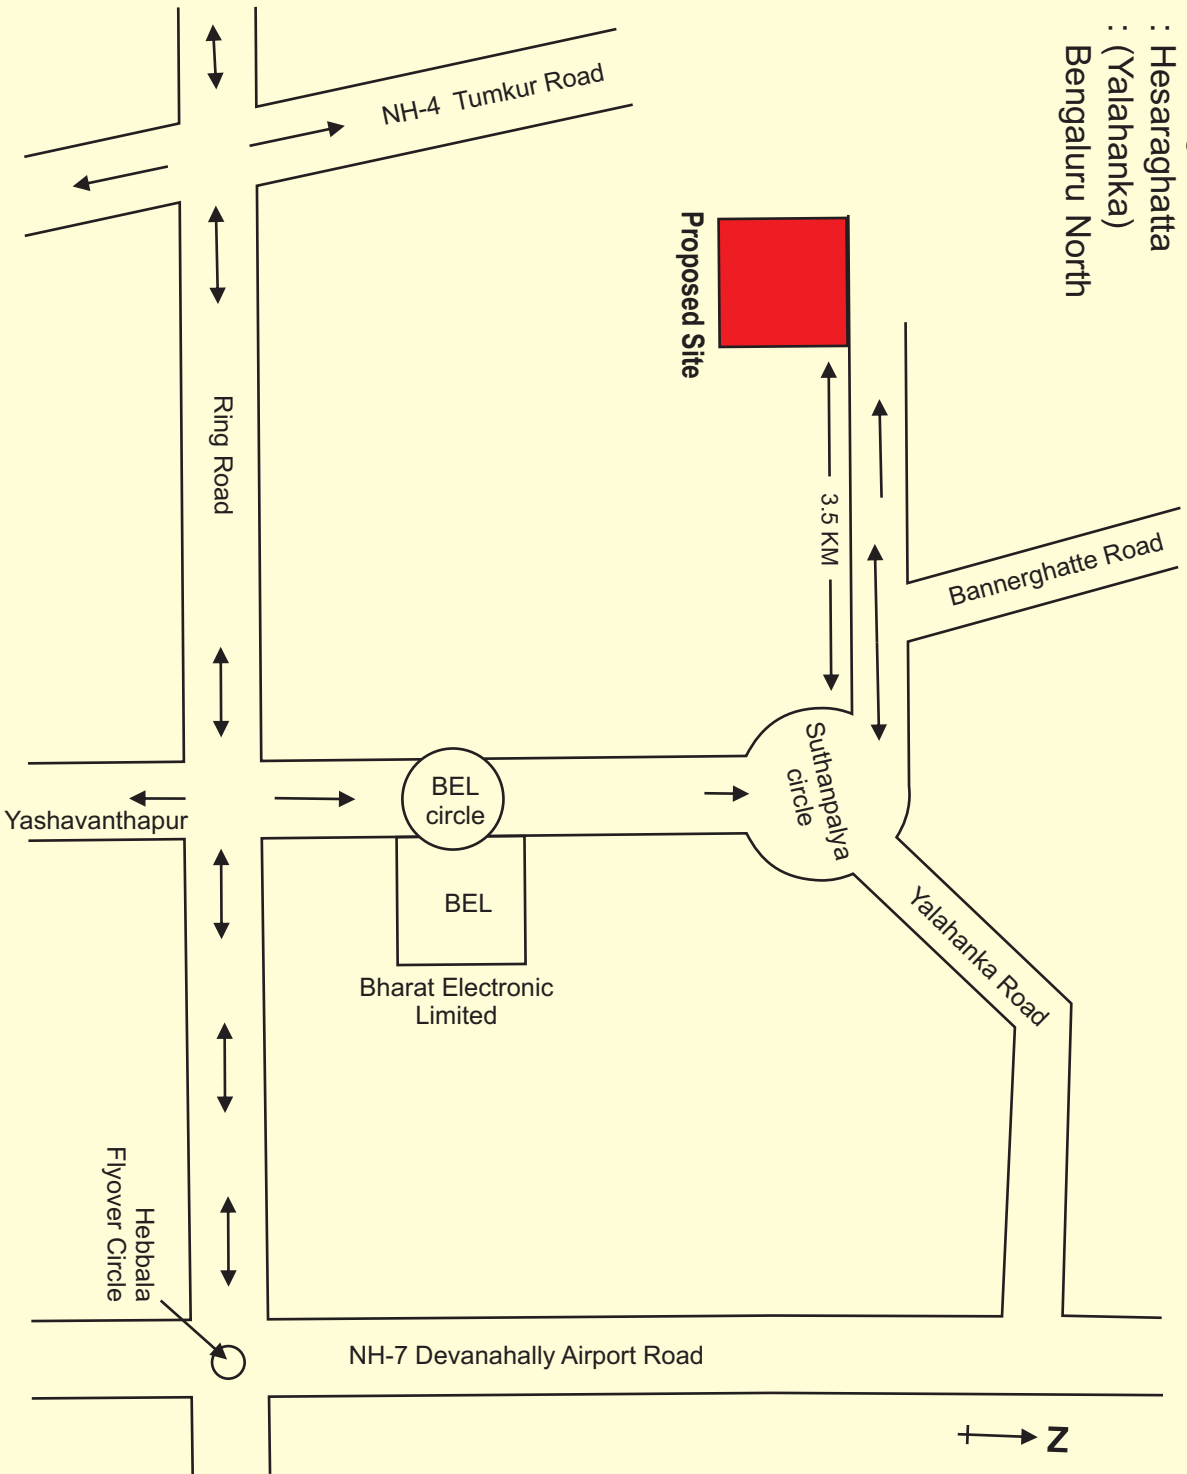 : Hesaraghatta
: (Yalahanka)
Bengaluru North
NH-4 Tumkur Road
Proposed Site
Ring Road
3.5 KM
Bannerghatte Road
Suthanpalya
circle
BEL
circle
Yashavanthapur
BEL
Bharat Electronic
Limited
Yalahanka Road
Hebbala
Flyover Circle
NH-7 Devanahally Airport Road
N